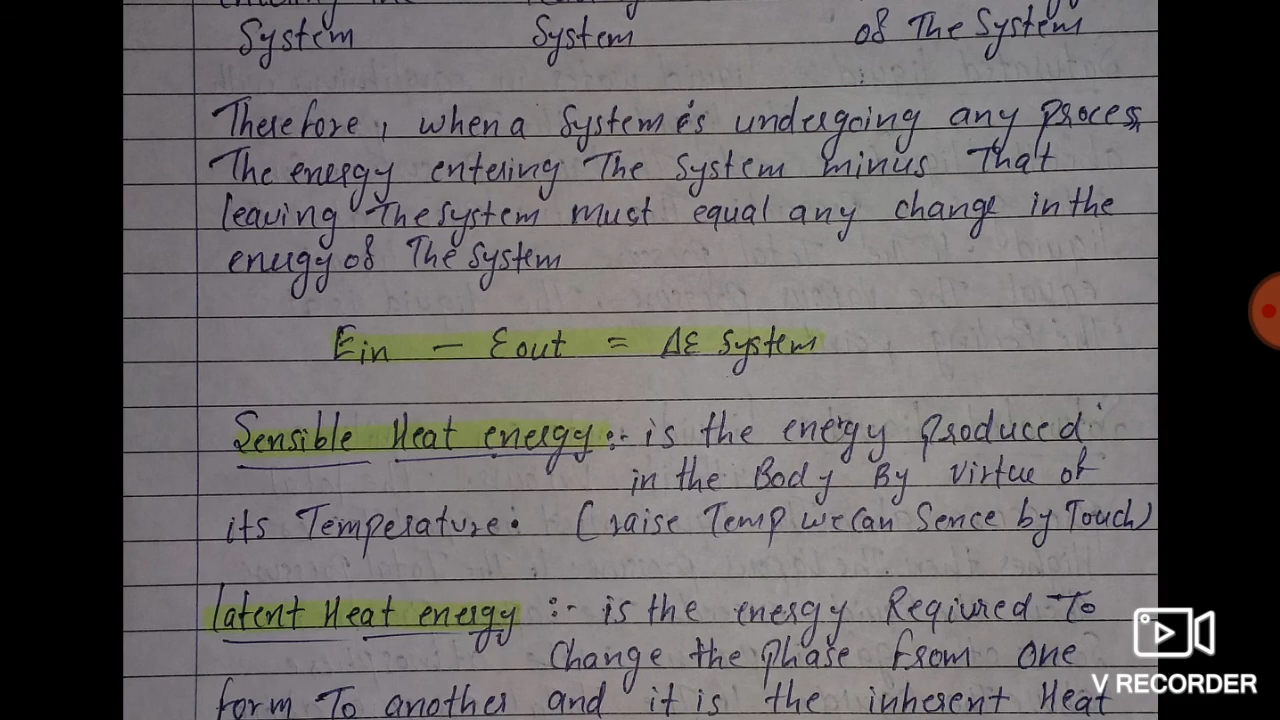 System System of The System
Therefore, when a System is undergoing any Process
The energy entering The System minus That
leaving The System must equal any change in the
energy of The System
Ein - Eout = ΔE System
Sensible Heat energy :- is the energy Produced
in the Body By Virtue of
its Temperature. (raise Temp we Can Sence by Touch)
latent Heat energy :- is the energy Reqiured To
Change the Phase from one
form To another and it is the inherent Heat
V RECORDER